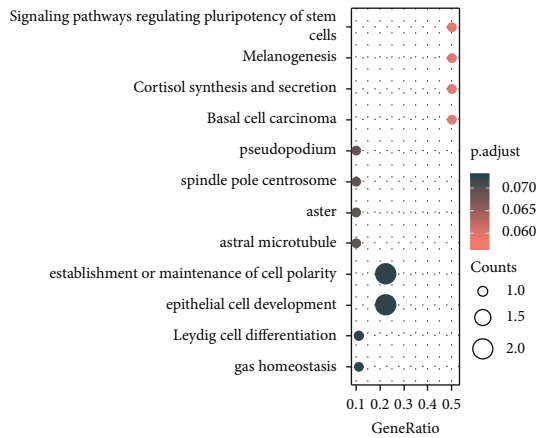 Signaling pathways regulating pluripotency of stem
cells
Melanogenesis
Cortisol synthesis and secretion
Basal cell carcinoma
pseudopodium
spindle pole centrosome
aster
astral microtubule
establishment or maintenance of cell polarity
epithelial cell development
Leydig cell differentiation
gas homeostasis
0.1 0.2 0.3 0.4 0.5
GeneRatio
p.adjust
0.070
0.065
0.060
Counts
1.0
1.5
2.0